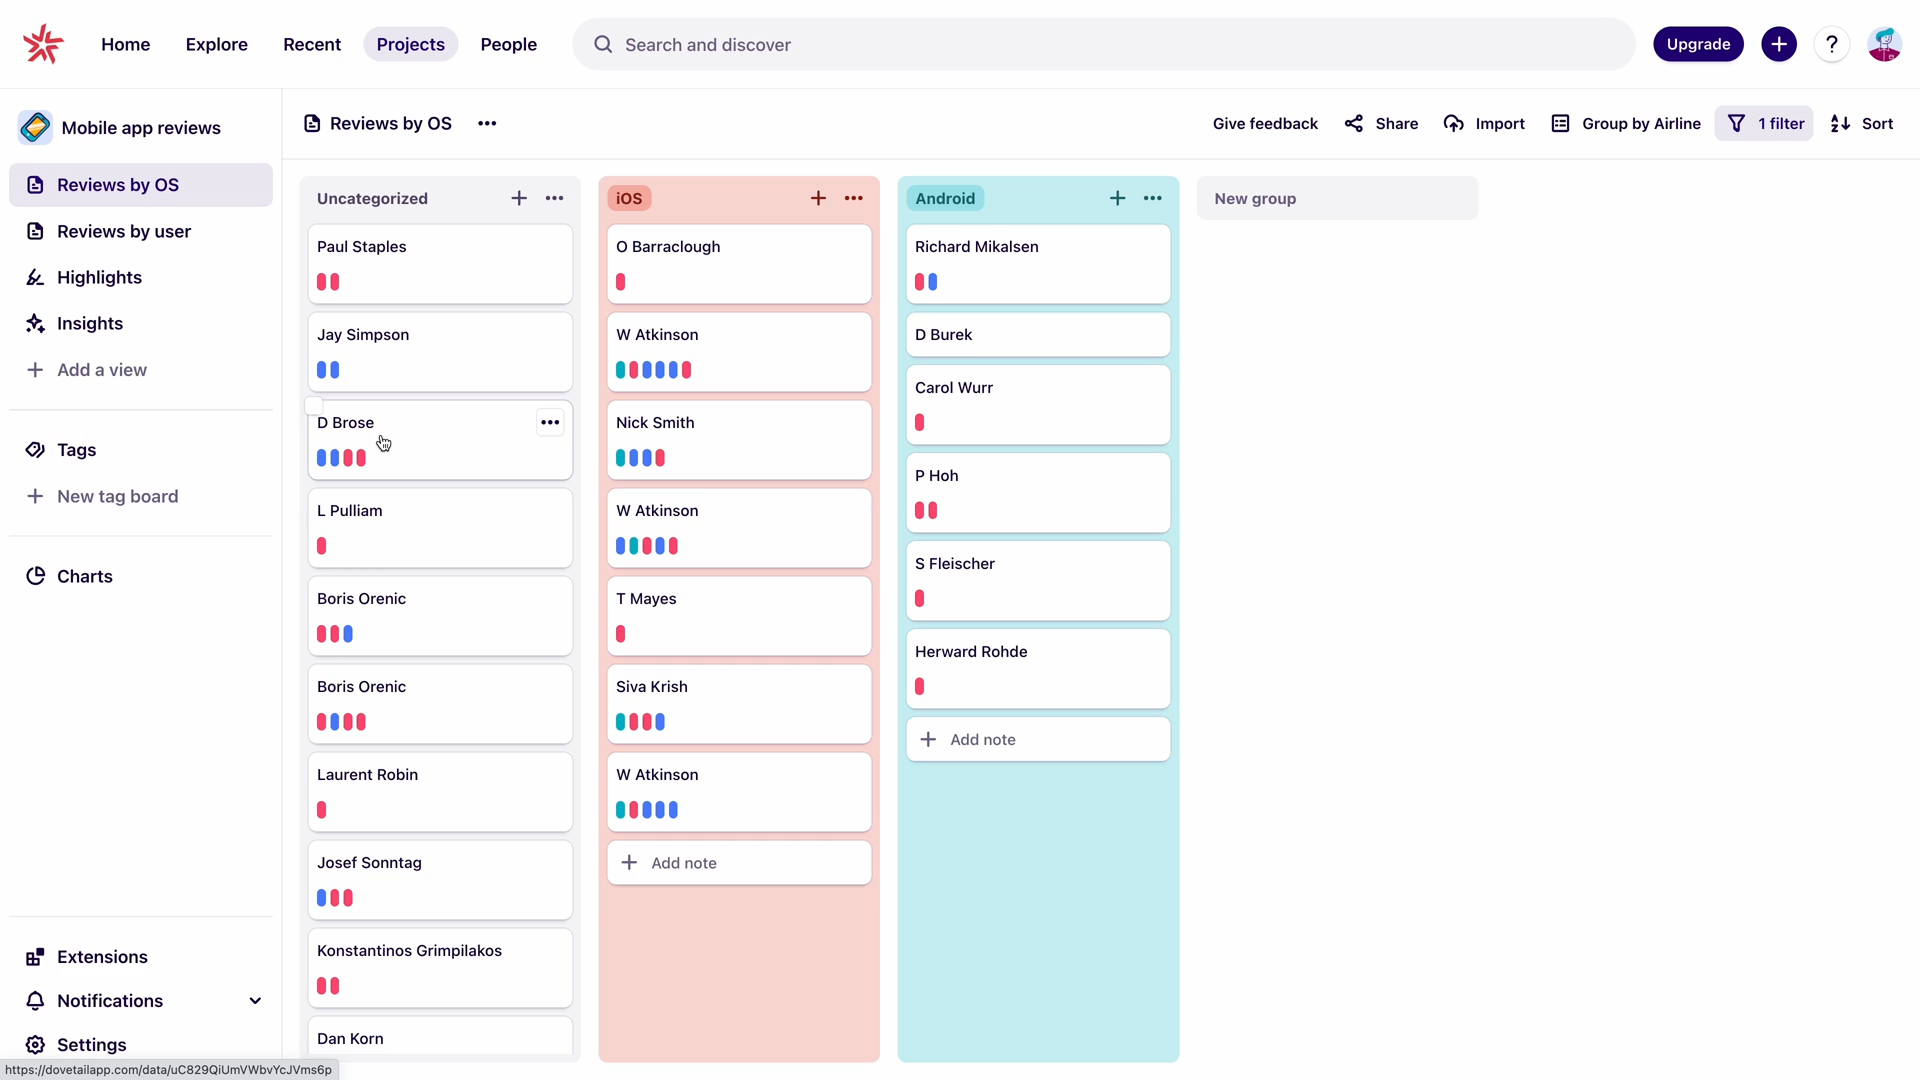 Home
Explore
Recent
Projects
People
Search and discover
Upgrade
?
Mobile app reviews
Reviews by OS
Reviews by user
Highlights
Insights
+ Add a view
Tags
+ New tag board
Charts
Extensions
Notifications
Settings
https://dovetailapp.com/data/uC829QiUmVWbvYcJVms6p
Reviews by OS
Give feedback
Share
Import
Group by Airline
1 filter
Sort
Uncategorized
Paul Staples
Jay Simpson
D Brose
L Pulliam
Boris Orenic
Boris Orenic
Laurent Robin
Josef Sonntag
Konstantinos Grimpilakos
Dan Korn
iOS
O Barraclough
W Atkinson
Nick Smith
W Atkinson
T Mayes
Siva Krish
W Atkinson
+ Add note
Android
Richard Mikalsen
D Burek
Carol Wurr
P Hoh
S Fleischer
Herward Rohde
+ Add note
New group